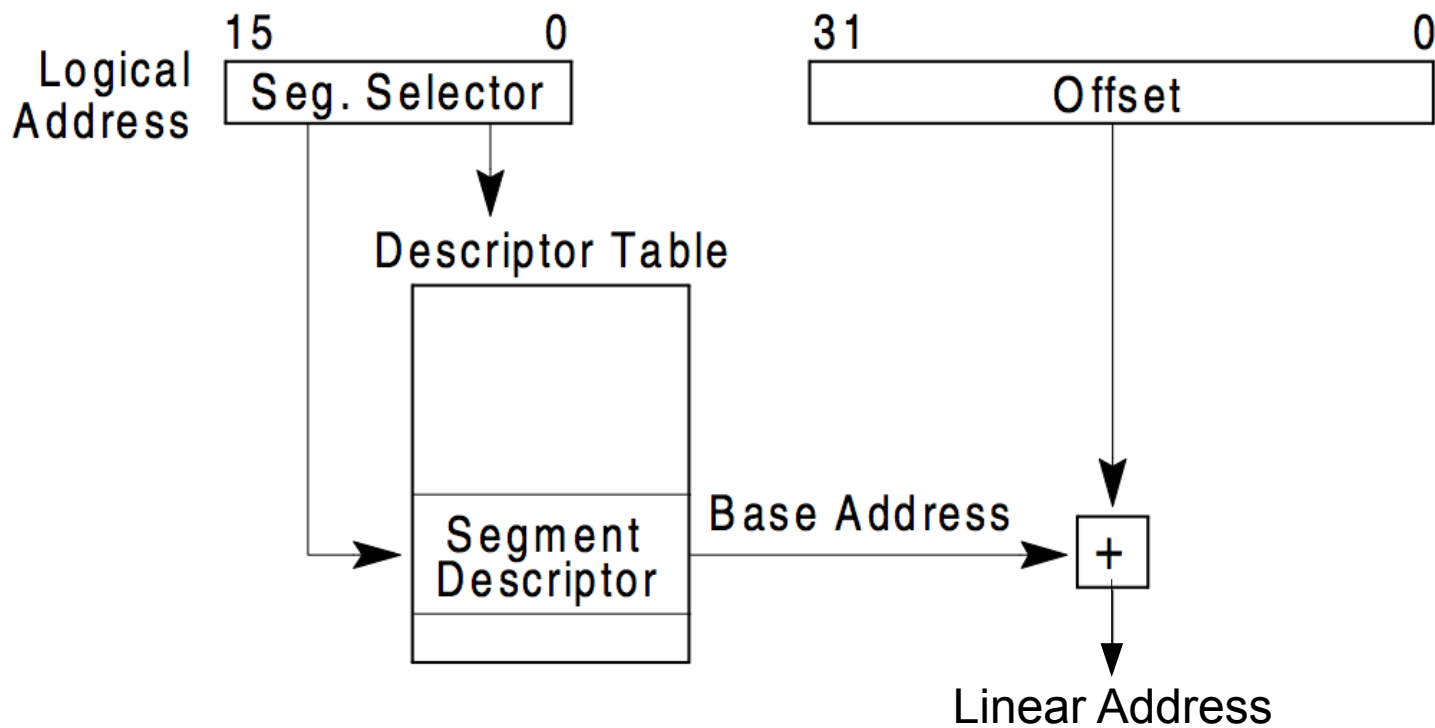 15 0 31 0
Logical
Address
Seg. Selector
Offset
Descriptor Table
Segment
Descriptor
Base Address
+
Linear Address